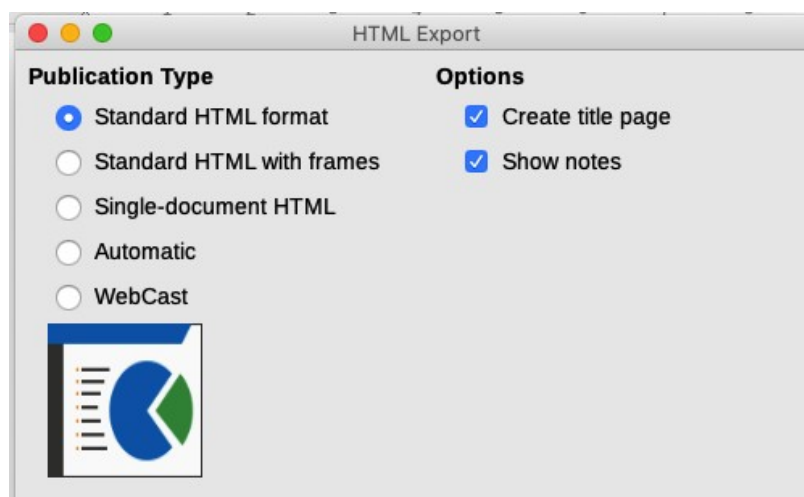 HTML Export
Publication Type
Standard HTML format
Standard HTML with frames
Single-document HTML
Automatic
WebCast
Options
Create title page
Show notes